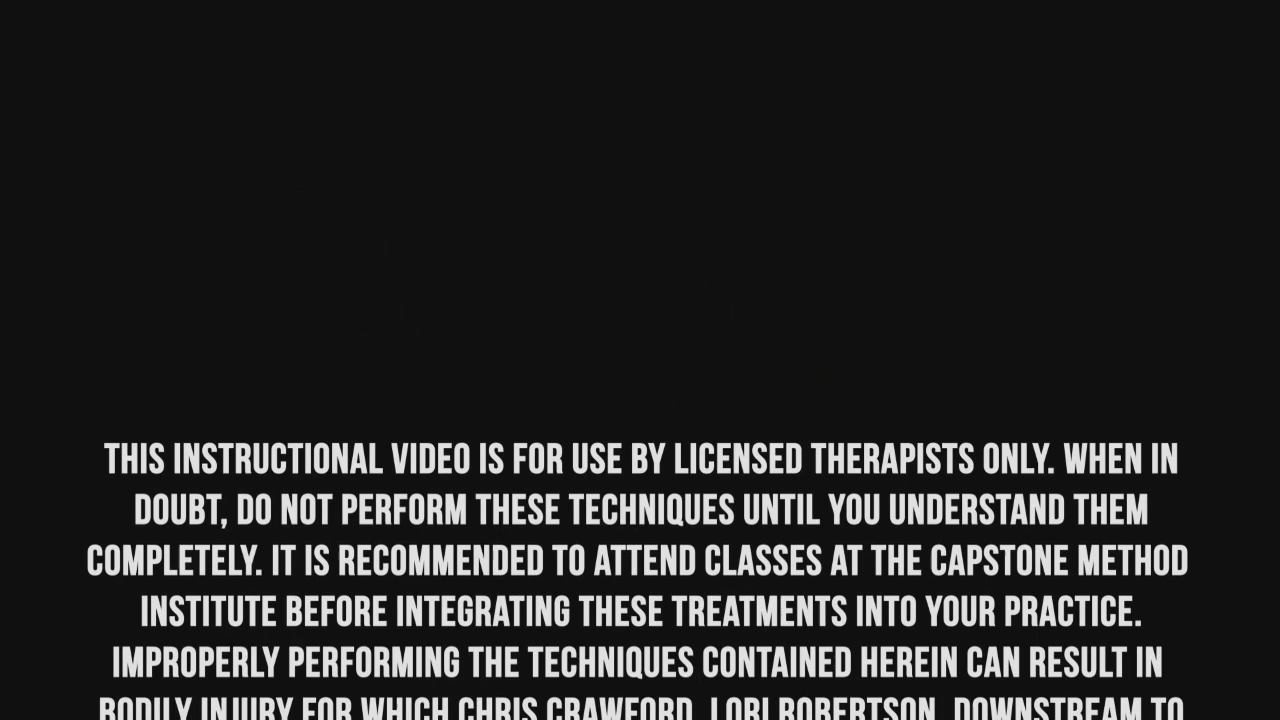 THIS INSTRUCTIONAL VIDEO IS FOR USE BY LICENSED THERAPISTS ONLY. WHEN IN
DOUBT, DO NOT PERFORM THESE TECHNIQUES UNTIL YOU UNDERSTAND THEM
COMPLETELY. IT IS RECOMMENDED TO ATTEND CLASSES AT THE CAPSTONE METHOD
INSTITUTE BEFORE INTEGRATING THESE TREATMENTS INTO YOUR PRACTICE.
IMPROPERLY PERFORMING THE TECHNIQUES CONTAINED HEREIN CAN RESULT IN
BODILY INJURY FOR WHICH CHRIS CRAWFORD, LORI ROBERTSON, DOWNSTREAM TO